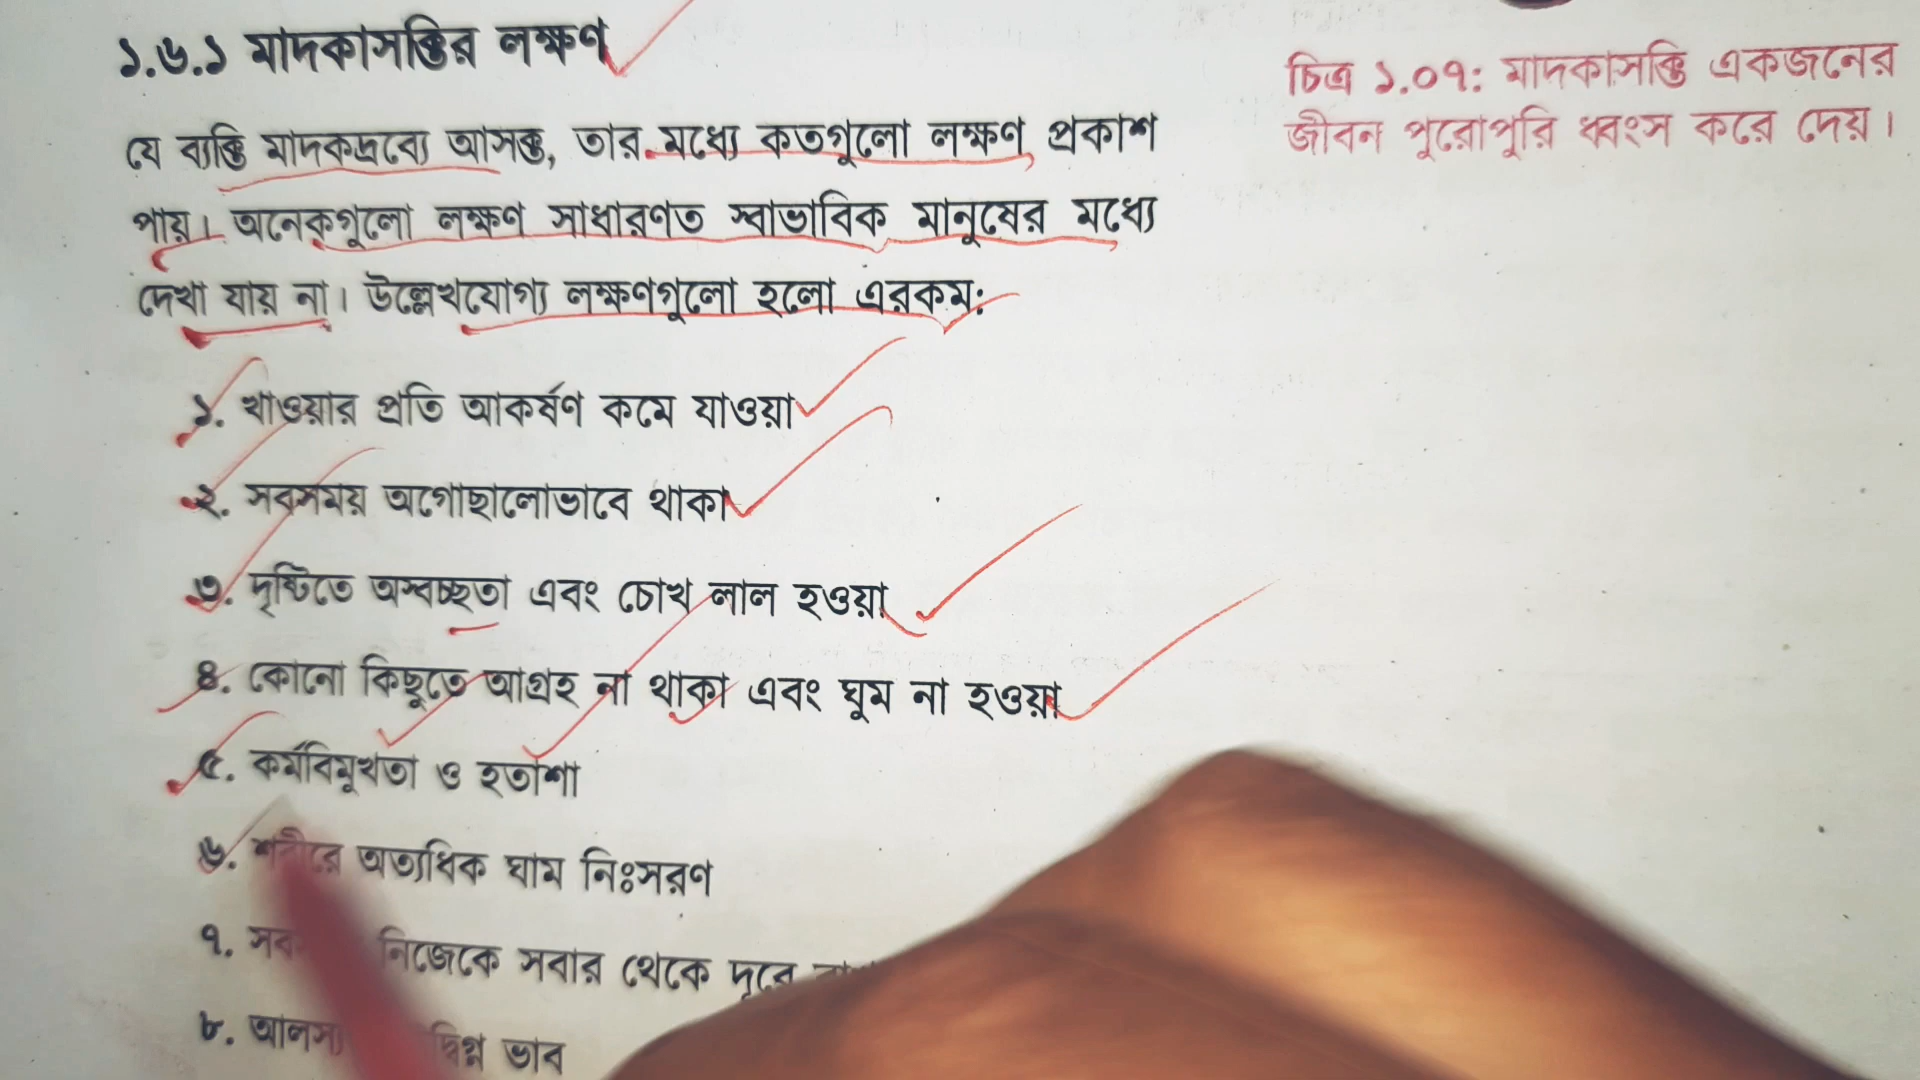 ১.৬.১ মাদকাসক্তির লক্ষণ
যে ব্যক্তি মাদকদ্রব্যে আসক্ত, তার মধ্যে কতগুলো লক্ষণ প্রকাশ
পায়। অনেকগুলো লক্ষণ সাধারণত স্বাভাবিক মানুষের মধ্যে
দেখা যায় না। উল্লেখযোগ্য লক্ষণগুলো হলো এরকম:
১. খাওয়ার প্রতি আকর্ষণ কমে যাওয়া
২. সবসময় অগোছালোভাবে থাকা
৩. দৃষ্টিতে অস্বচ্ছতা এবং চোখ লাল হওয়া
৪. কোনো কিছুতে আগ্রহ না থাকা এবং ঘুম না হওয়া
৫. কর্মবিমুখতা ও হতাশা
৬. শরীরে অত্যধিক ঘাম নিঃসরণ
৭. নিজেকে সবার থেকে দূরে
৮. ভাব
চিত্র ১.০৭: মাদকাসক্তি একজনের
জীবন পুরোপুরি ধ্বংস করে দেয়।